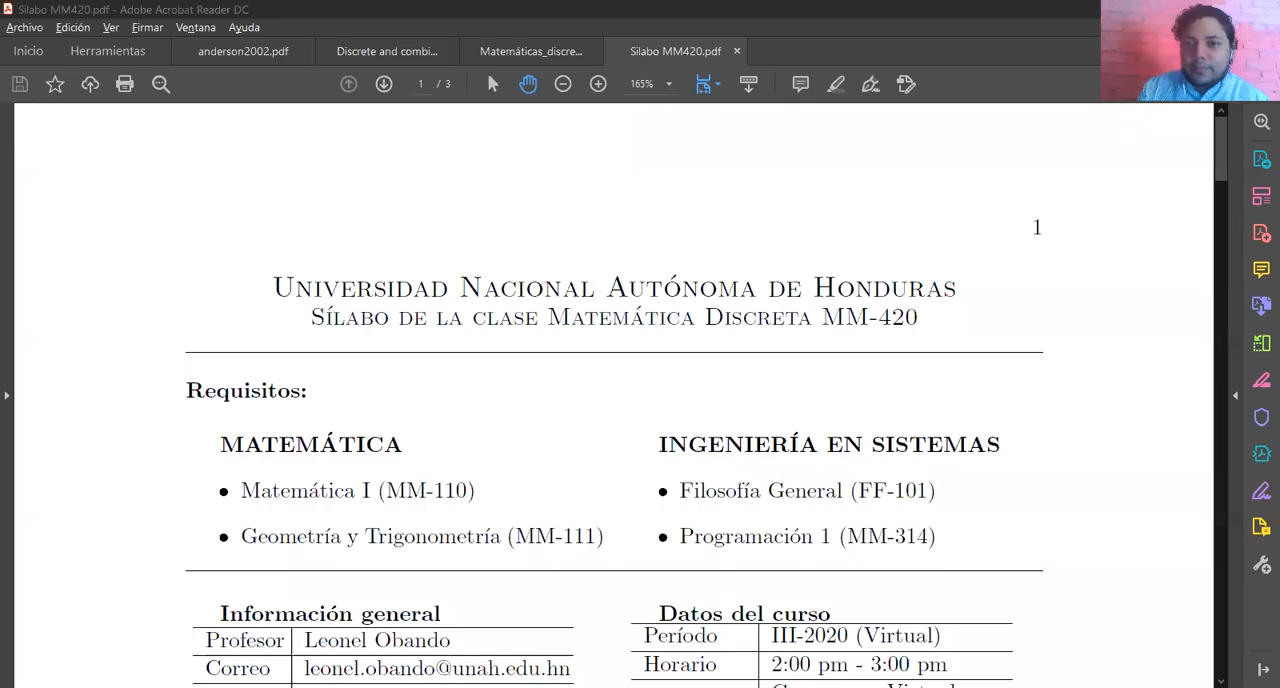 Silabo MM420.pdf - Adobe Acrobat Reader DC
Archivo Edición Ver Firmar Ventana Ayuda
Inicio Herramientas anderson2002.pdf Discrete and combi... Matemáticas_discre... Silabo MM420.pdf ×
1 / 3 165%
1
Universidad Nacional Autónoma de Honduras
Sílabo de la clase Matemática Discreta MM-420
Requisitos:
MATEMÁTICA
• Matemática I (MM-110)
• Geometría y Trigonometría (MM-111)
INGENIERÍA EN SISTEMAS
• Filosofía General (FF-101)
• Programación 1 (MM-314)
Información general
Profesor Leonel Obando
Correo leonel.obando@unah.edu.hn
Datos del curso
Período III-2020 (Virtual)
Horario 2:00 pm - 3:00 pm